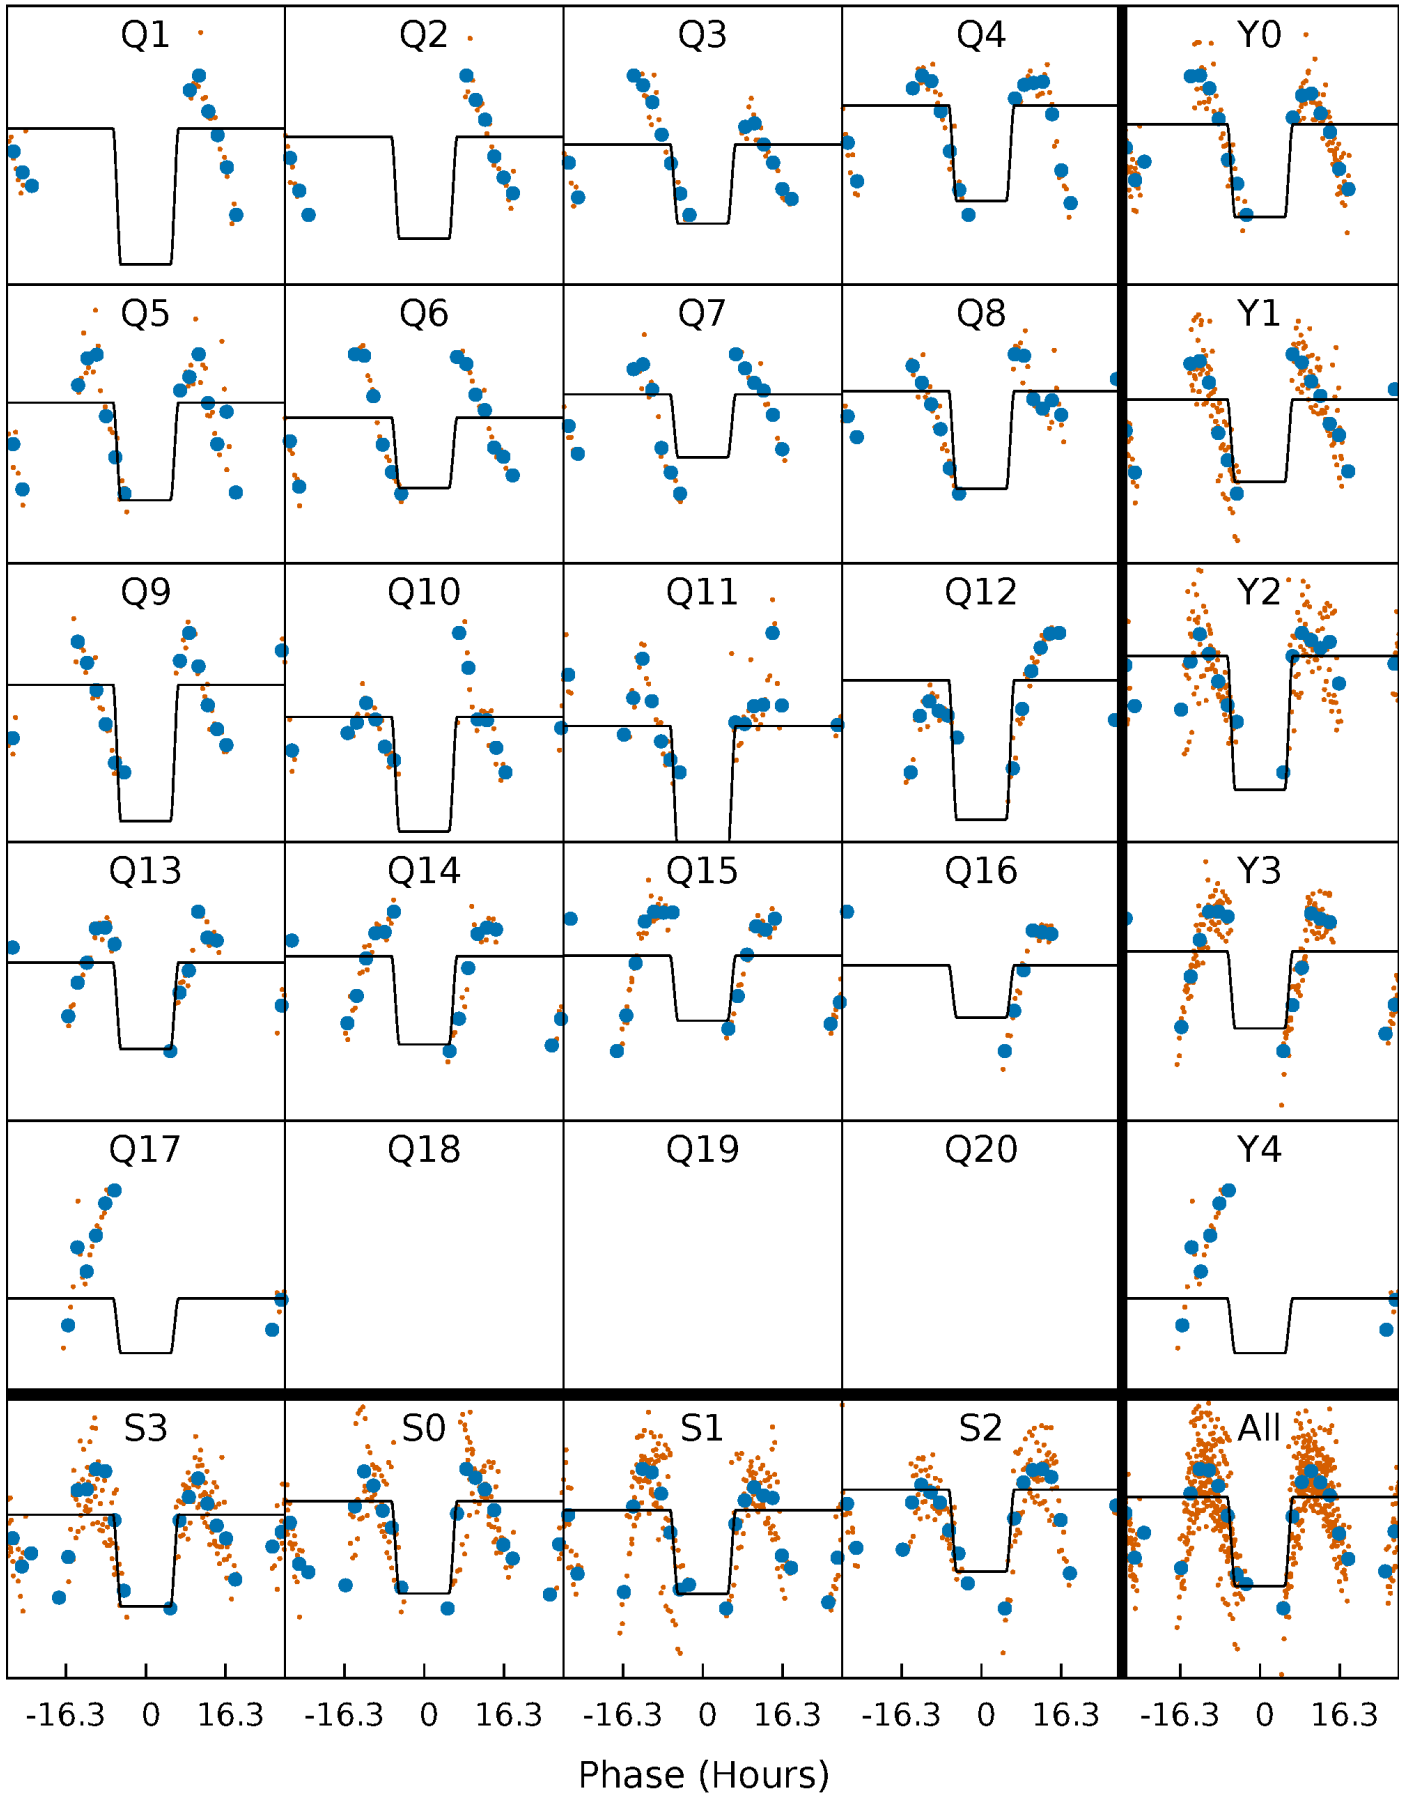 Q1 Q2 Q3 Q4 Y0
Q5 Q6 Q7 Q8 Y1
Q9 Q10 Q11 Q12 Y2
Q13 Q14 Q15 Q16 Y3
Q17 Q18 Q19 Q20 Y4
S3 S0 S1 S2 All
-16.3 0 16.3 -16.3 0 16.3 -16.3 0 16.3 -16.3 0 16.3 -16.3 0 16.3
Phase (Hours)